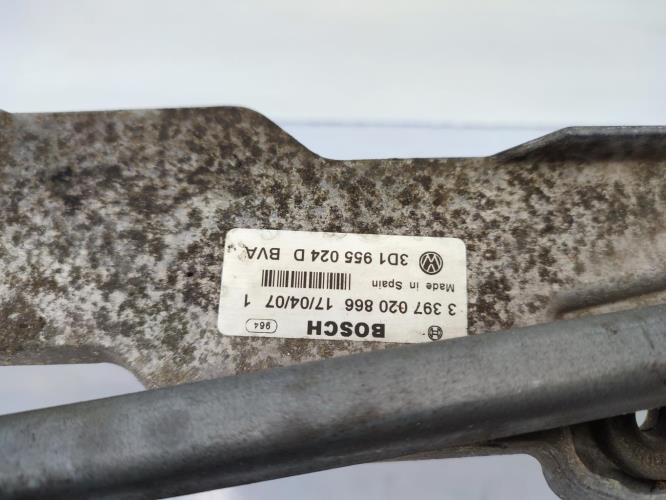 BOSCH
964
3 397 020 866 17/04/07 1
Made in Spain
3D1 955 024 D BVA